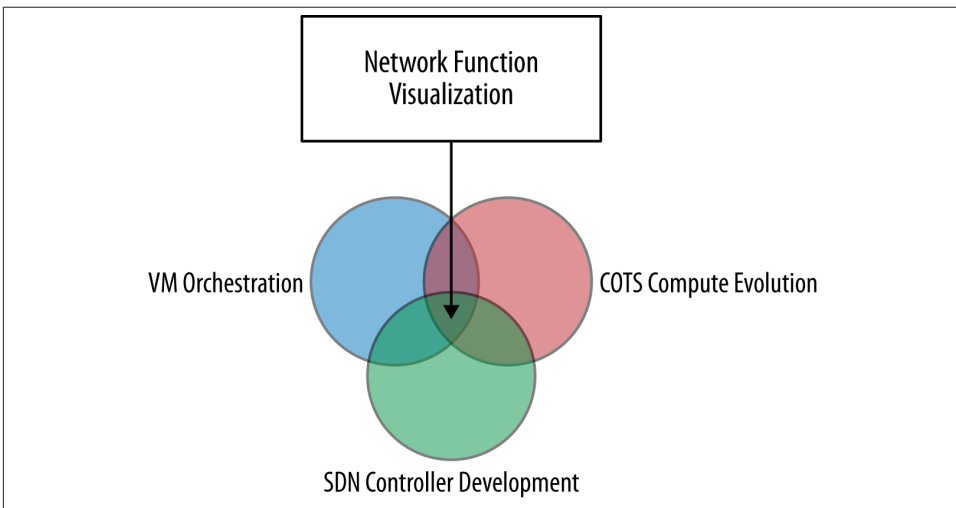 Network Function
Visualization
VM Orchestration
COTS Compute Evolution
SDN Controller Development